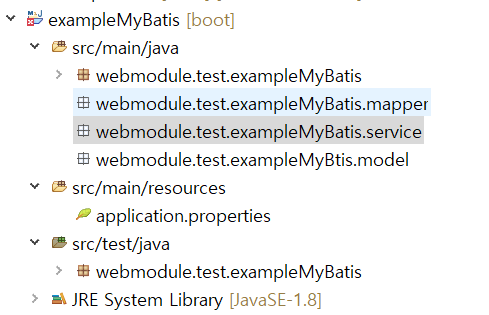 exampleMyBatis [boot]
src/main/java
webmodule.test.exampleMyBatis
webmodule.test.exampleMyBatis.mapper
webmodule.test.exampleMyBatis.service
webmodule.test.exampleMyBtis.model
src/main/resources
application.properties
src/test/java
webmodule.test.exampleMyBatis
JRE System Library [JavaSE-1.8]